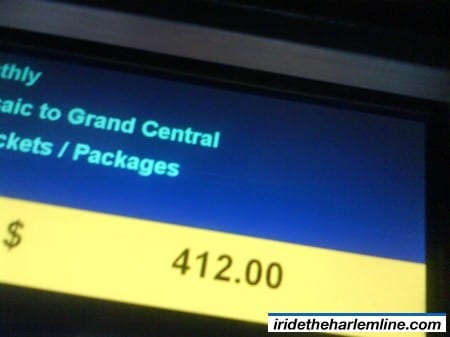 thly
saic to Grand Central
ckets / Packages
$ 412.00
iridetheharlemline.com